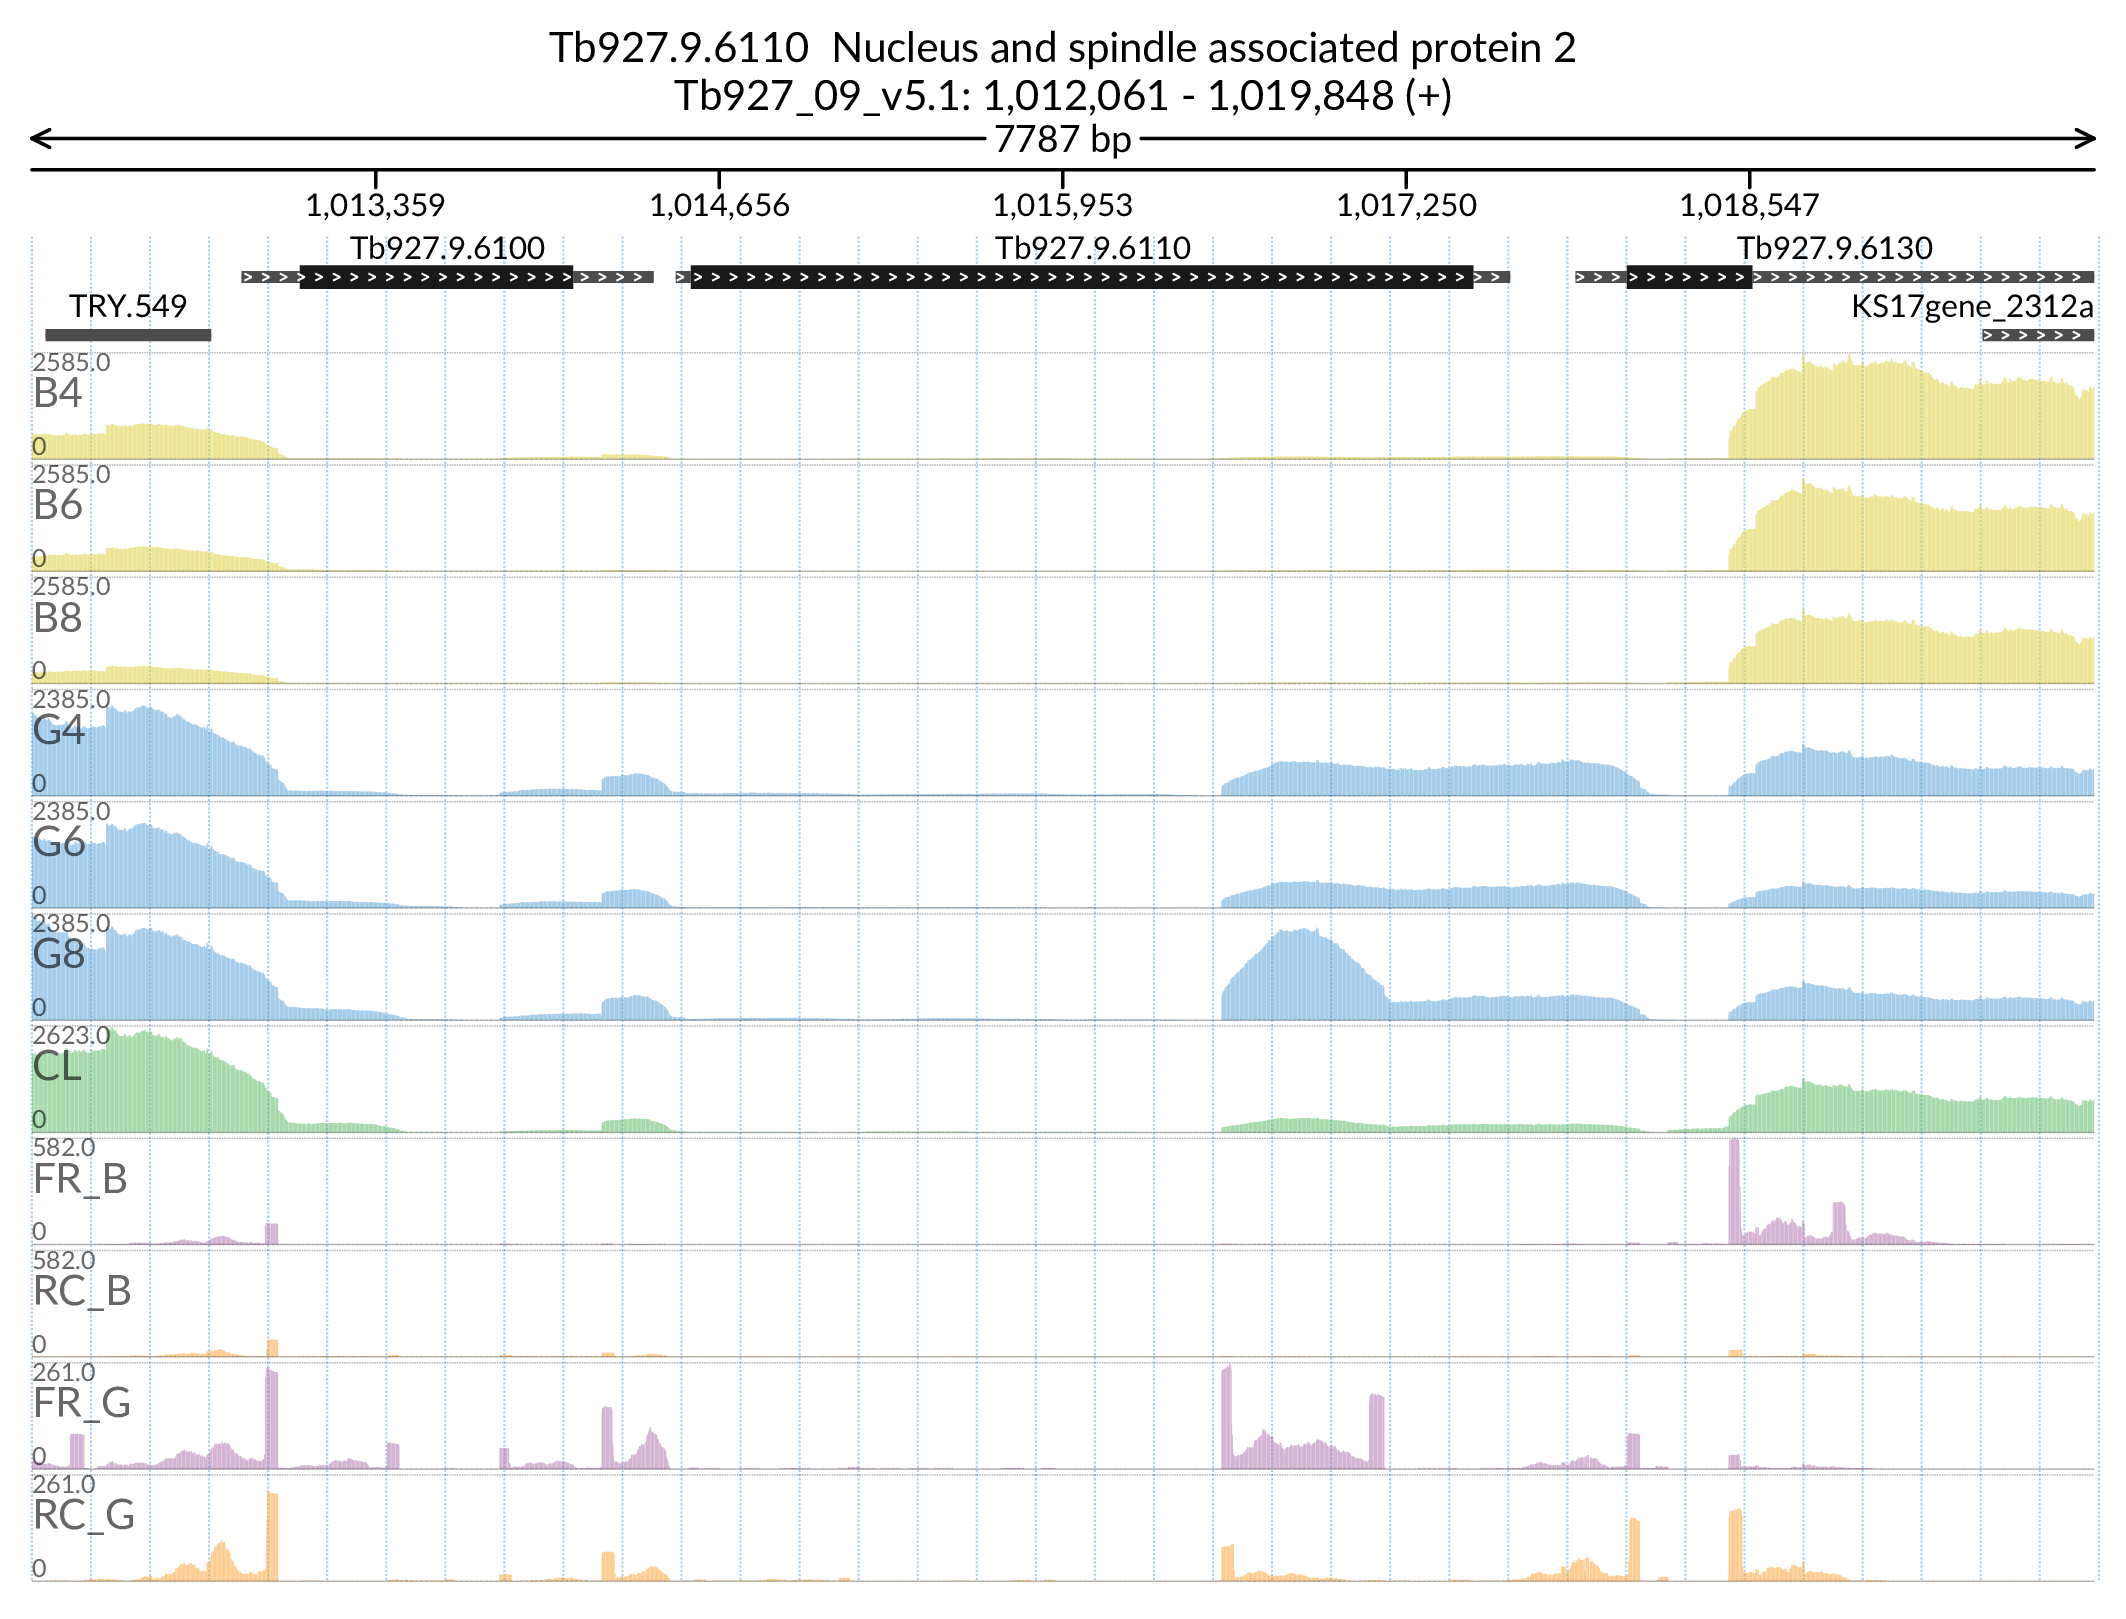 Tb927.9.6110  Nucleus and spindle associated protein 2
Tb927_09_v5.1: 1,012,061 - 1,019,848 (+)
7787 bp
1,013,359 1,014,656 1,015,953 1,017,250 1,018,547
Tb927.9.6100 Tb927.9.6110 Tb927.9.6130
TRY.549 KS17gene_2312a
2585.0
B4
0
2585.0
B6
0
2585.0
B8
0
2385.0
G4
0
2385.0
G6
0
2385.0
G8
0
2623.0
CL
0
582.0
FR_B
0
582.0
RC_B
0
261.0
FR_G
0
261.0
RC_G
0